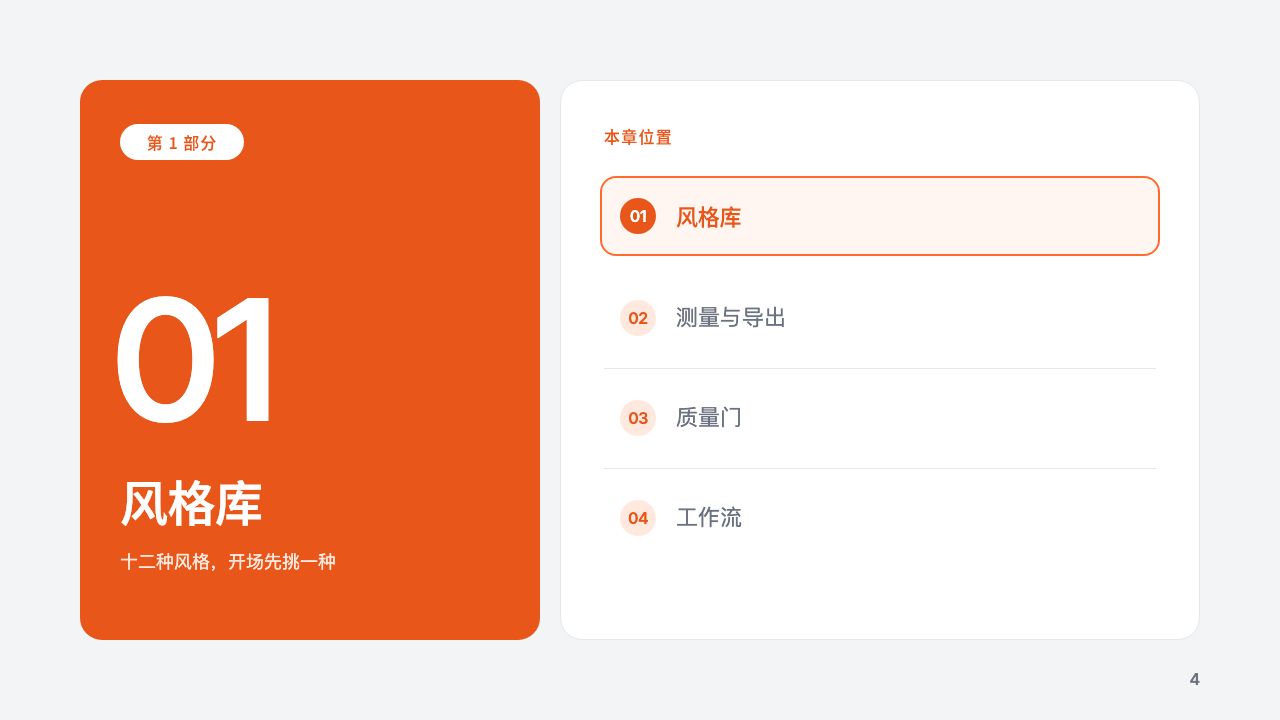 第 1 部分
01
风格库
十二种风格，开场先挑一种
本章位置
01 风格库
02 测量与导出
03 质量门
04 工作流
4